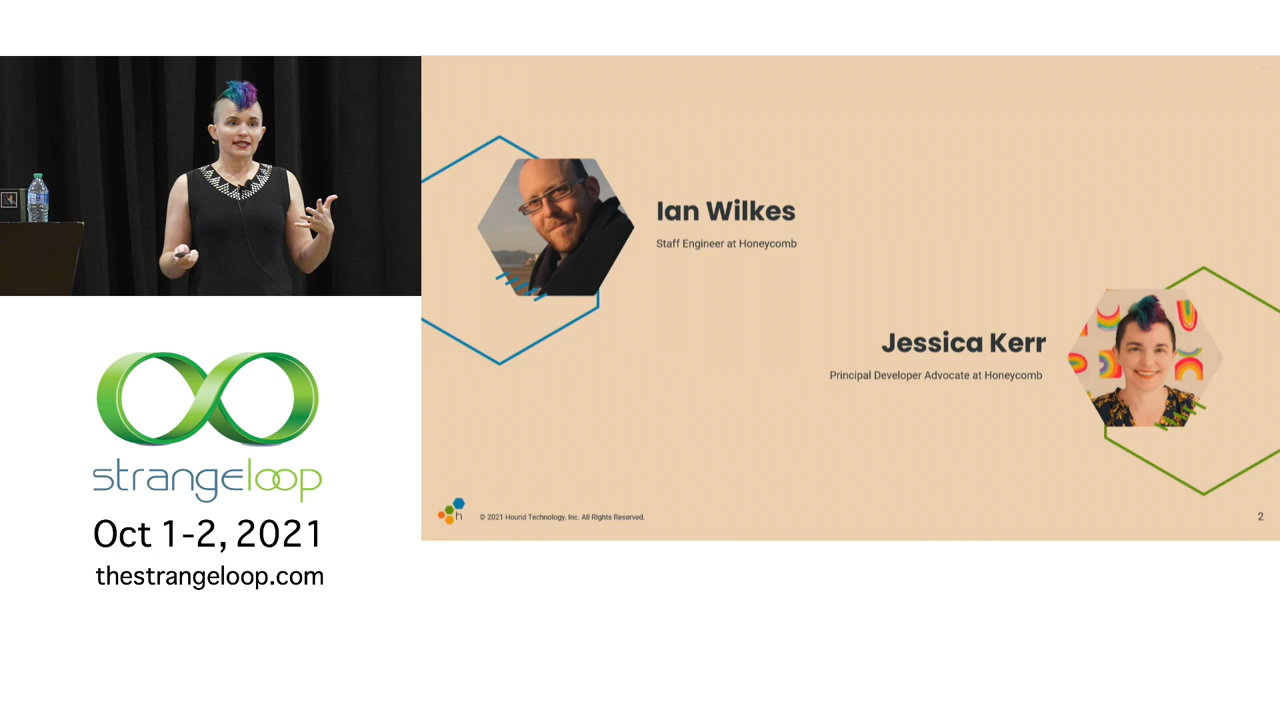 Ian Wilkes
Staff Engineer at Honeycomb
Jessica Kerr
Principal Developer Advocate at Honeycomb
strangeloop
Oct 1-2, 2021
thestrangeloop.com
h
© 2021 Hound Technology, Inc. All Rights Reserved.
2